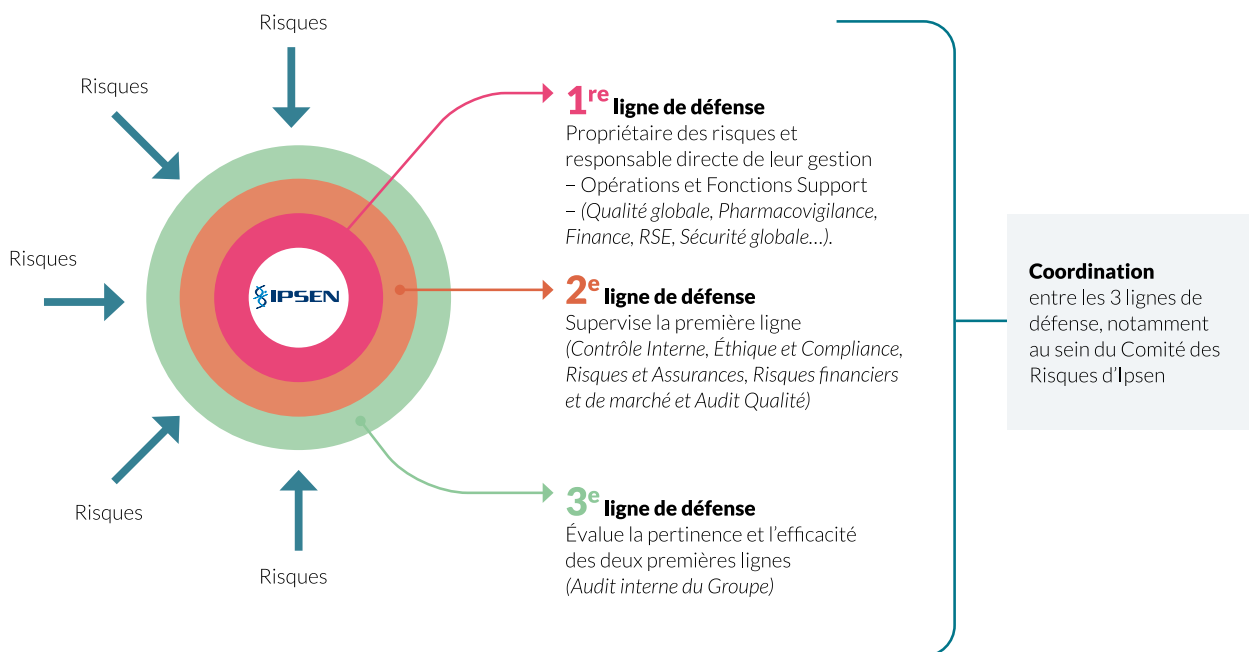 Risques
Risques
Risques
Risques
Risques
IPSEN
1re ligne de défense
Propriétaire des risques et
responsable directe de leur gestion
– Opérations et Fonctions Support
– (Qualité globale, Pharmacovigilance,
Finance, RSE, Sécurité globale…).
2e ligne de défense
Supervise la première ligne
(Contrôle Interne, Éthique et Compliance,
Risques et Assurances, Risques financiers
et de marché et Audit Qualité)
3e ligne de défense
Évalue la pertinence et l’efficacité
des deux premières lignes
(Audit interne du Groupe)
Coordination
entre les 3 lignes de
défense, notamment
au sein du Comité des
Risques d’Ipsen